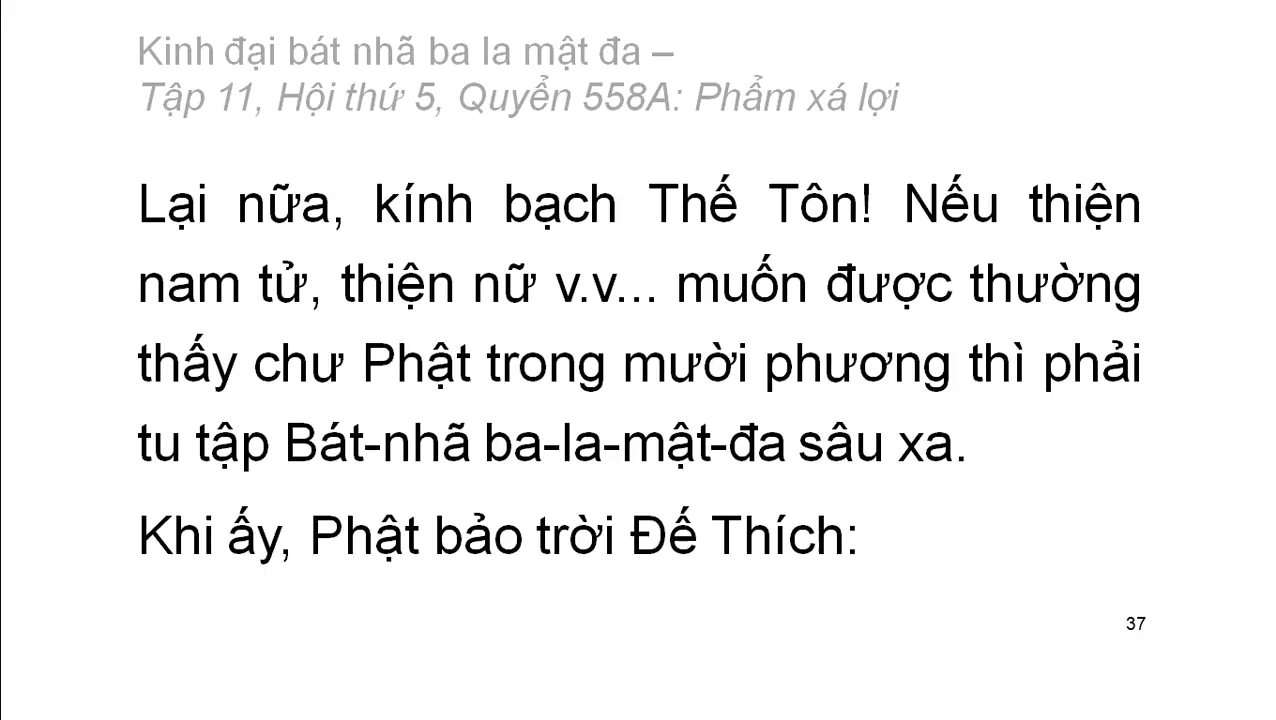 Kinh đại bát nhã ba la mật đa –
Tập 11, Hội thứ 5, Quyển 558A: Phẩm xá lợi
Lại nữa, kính bạch Thế Tôn! Nếu thiện
nam tử, thiện nữ v.v... muốn được thường
thấy chư Phật trong mười phương thì phải
tu tập Bát-nhã ba-la-mật-đa sâu xa.
Khi ấy, Phật bảo trời Đế Thích:
37